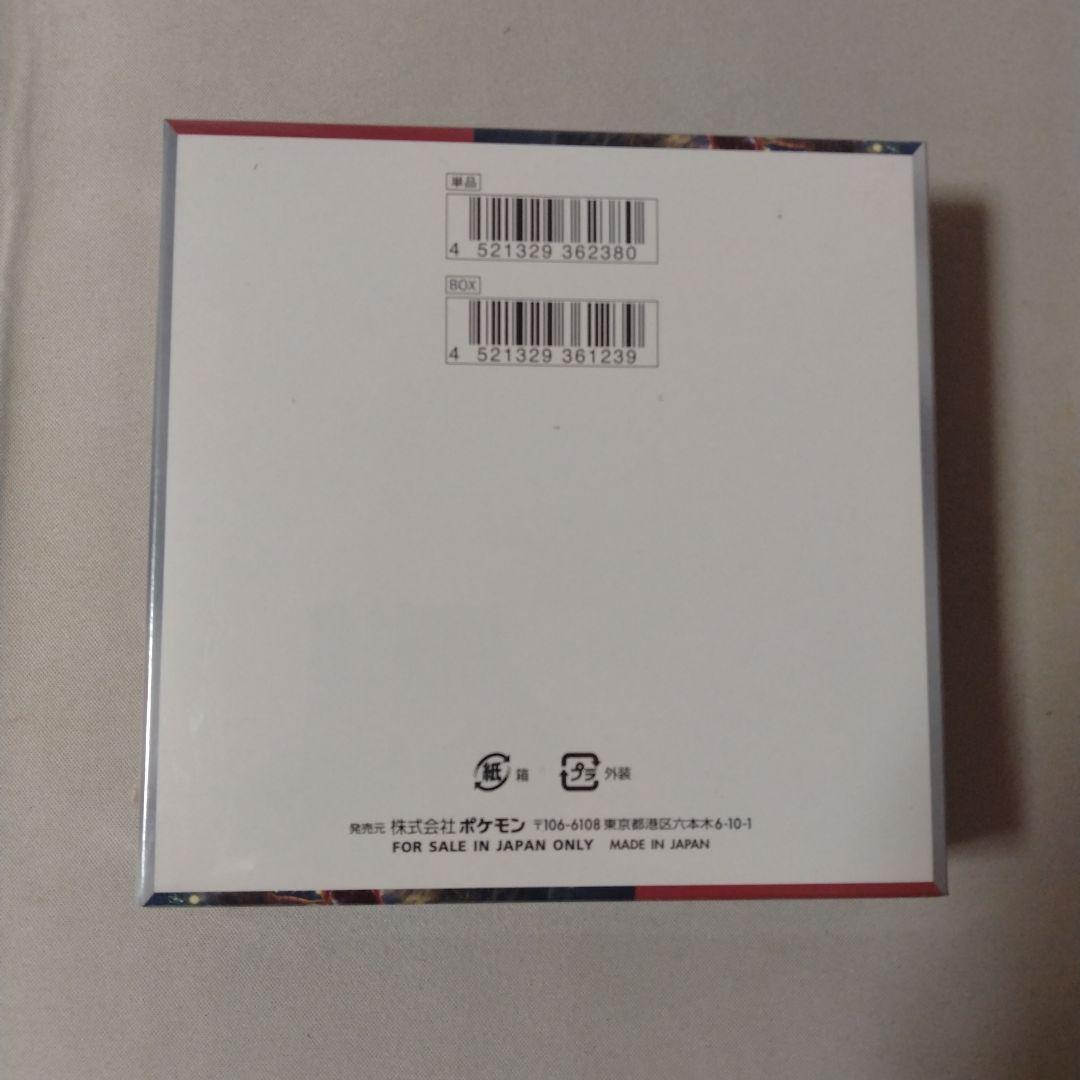 単品
4 521329 362380
BOX
4 521329 361239
紙 箱 プラ 外装
発売元 株式会社ポケモン 〒106-6108 東京都港区六本木6-10-1
FOR SALE IN JAPAN ONLY MADE IN JAPAN